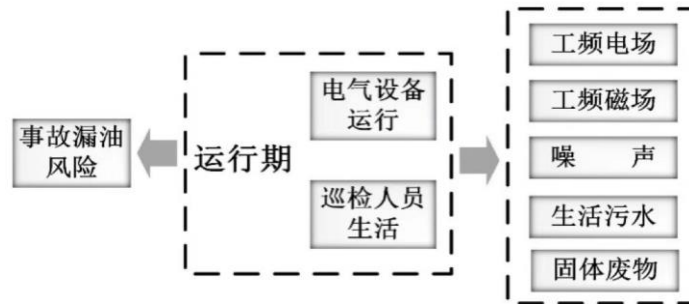 事故漏油
风险
运行期
电气设备
运行
巡检人员
生活
工频电场
工频磁场
噪 声
生活污水
固体废物